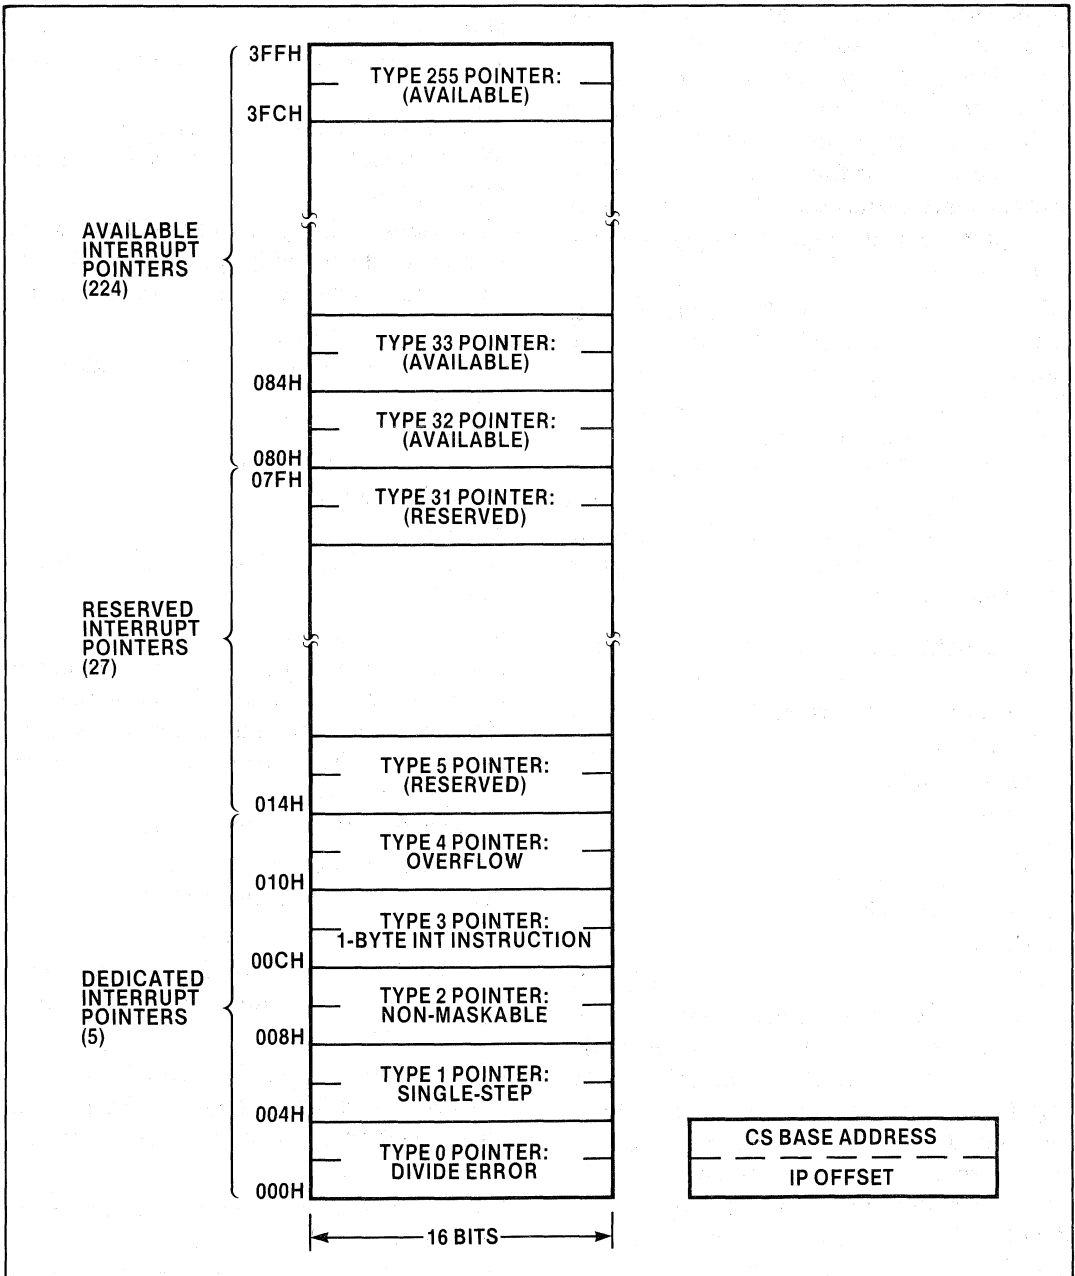 3FFH
TYPE 255 POINTER:
(AVAILABLE)
3FCH
AVAILABLE
INTERRUPT
POINTERS
(224)
TYPE 33 POINTER:
(AVAILABLE)
084H
TYPE 32 POINTER:
(AVAILABLE)
080H
07FH
TYPE 31 POINTER:
(RESERVED)
RESERVED
INTERRUPT
POINTERS
(27)
TYPE 5 POINTER:
(RESERVED)
014H
TYPE 4 POINTER:
OVERFLOW
010H
TYPE 3 POINTER:
1-BYTE INT INSTRUCTION
00CH
DEDICATED
INTERRUPT
POINTERS
(5)
TYPE 2 POINTER:
NON-MASKABLE
008H
TYPE 1 POINTER:
SINGLE-STEP
004H
TYPE 0 POINTER:
DIVIDE ERROR
000H
CS BASE ADDRESS
IP OFFSET
16 BITS